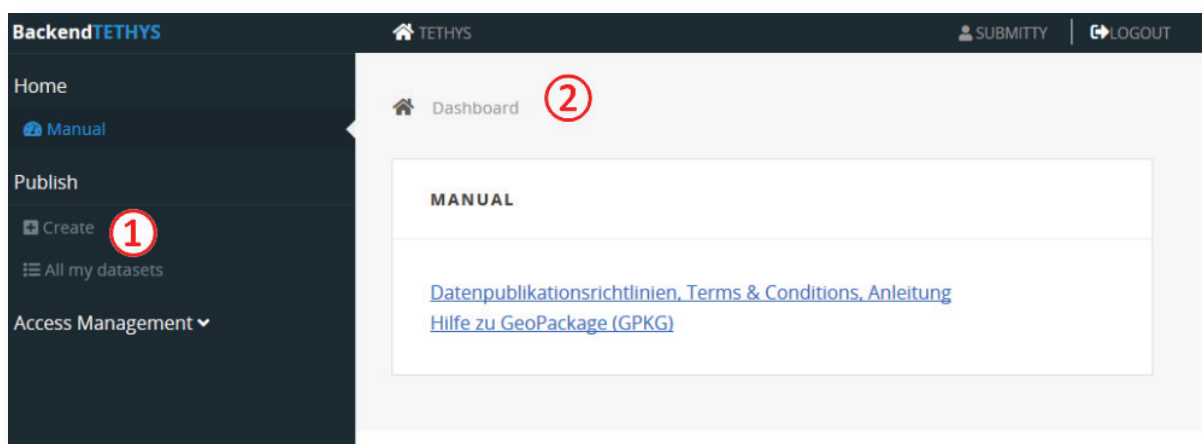 BackendTETHYS
TETHYS
SUBMITTY
LOGOUT
Home
Manual
Dashboard
2
Publish
Create
1
All my datasets
Access Management
MANUAL
Datenpublikationsrichtlinien, Terms & Conditions, Anleitung
Hilfe zu GeoPackage (GPKG)